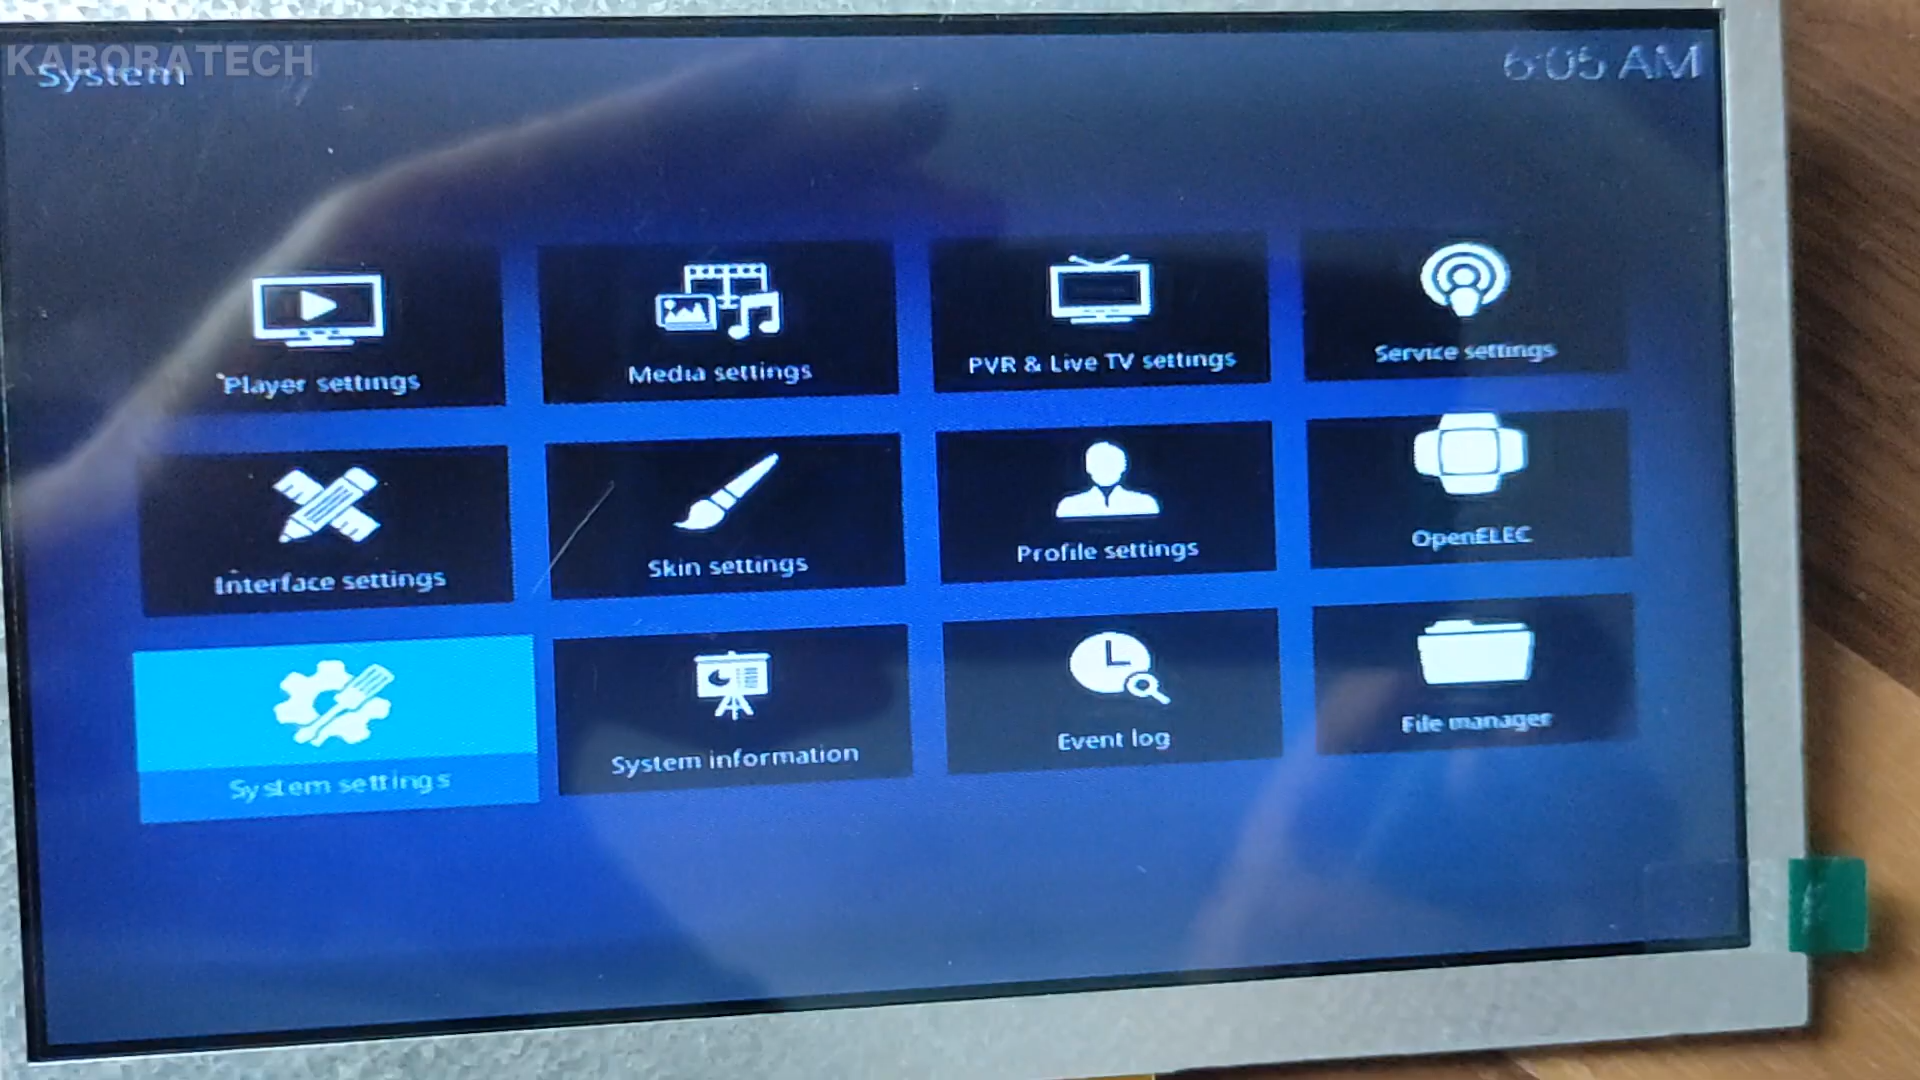 KABORATECH
System
6:05 AM
Player settings
Media settings
PVR & Live TV settings
Service settings
Interface settings
Skin settings
Profile settings
OpenELEC
System settings
System information
Event log
File manager